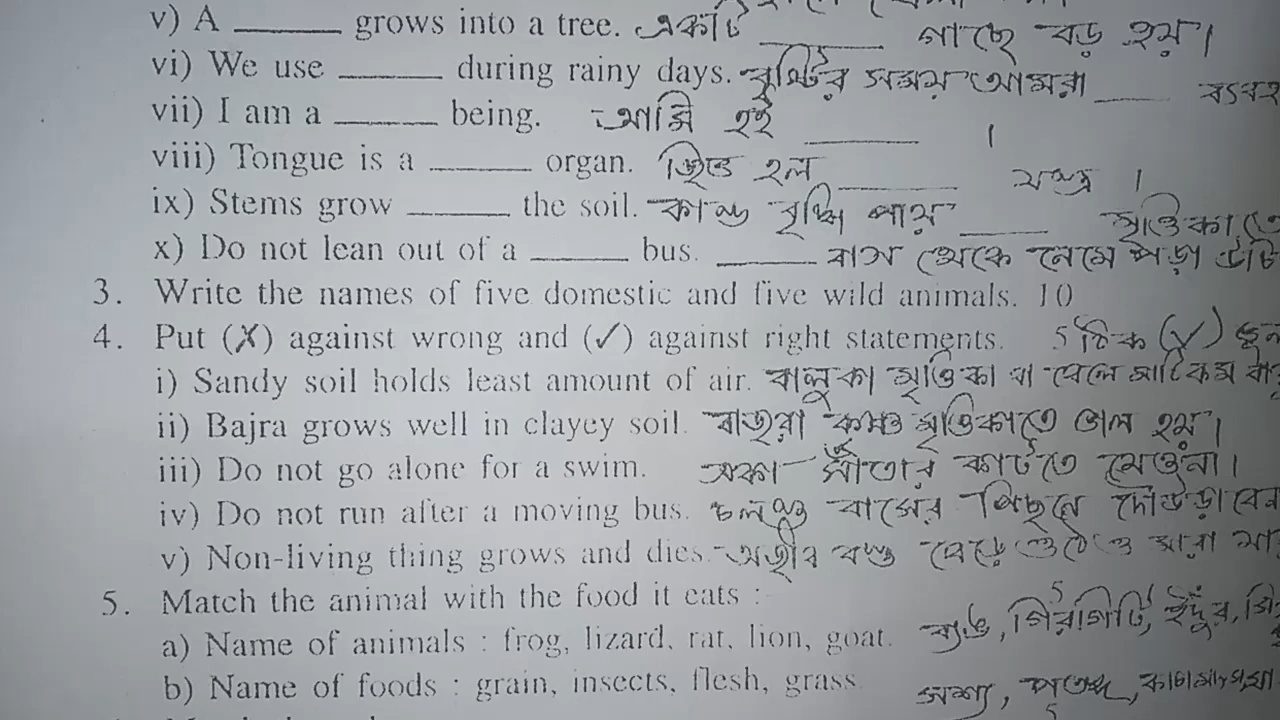 v) A ______ grows into a tree. একটি ______ গাছে বড় হয়।
vi) We use ______ during rainy days. বৃষ্টির সময় আমরা ____
vii) I am a ______ being. আমি হই ______ ।
viii) Tongue is a ______ organ. জিভ হল ______ যন্ত্র ।
ix) Stems grow ______ the soil. কান্ড বৃদ্ধি পায় _____ মৃত্তিকাতে
x) Do not lean out of a ______ bus. ______ বাস থেকে নেমে পড়া
3. Write the names of five domestic and five wild animals. 10
4. Put (✗) against wrong and (✓) against right statements. 5 ঠিক (✓)
i) Sandy soil holds least amount of air. বালুকা মৃত্তিকা
ii) Bajra grows well in clayey soil. বাজরা মৃত্তিকাতে ভাল হয়।
iii) Do not go alone for a swim. একা সাঁতার কাটতে যেওনা।
iv) Do not run after a moving bus. চলন্ত বাসের পিছনে
v) Non-living thing grows and dies. অজীব বস্তু বেড়ে ওঠে ও মারা
5. Match the animal with the food it eats :- 5
a) Name of animals : frog, lizard, rat, lion, goat. ব্যাঙ, গিরগিটি, ইদুঁর,
b) Name of foods : grain, insects, flesh, grass শস্য, পতঙ্গ,